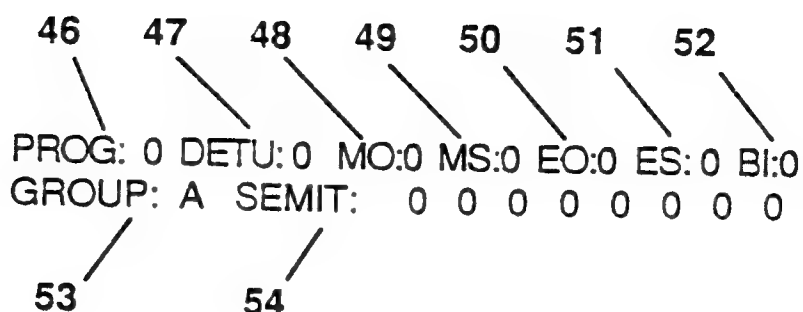 46 47 48 49 50 51 52
PROG: 0 DETU: 0 MO:0 MS:0 EO:0 ES: 0 BI:0
GROUP: A SEMIT: 0 0 0 0 0 0 0 0
53 54